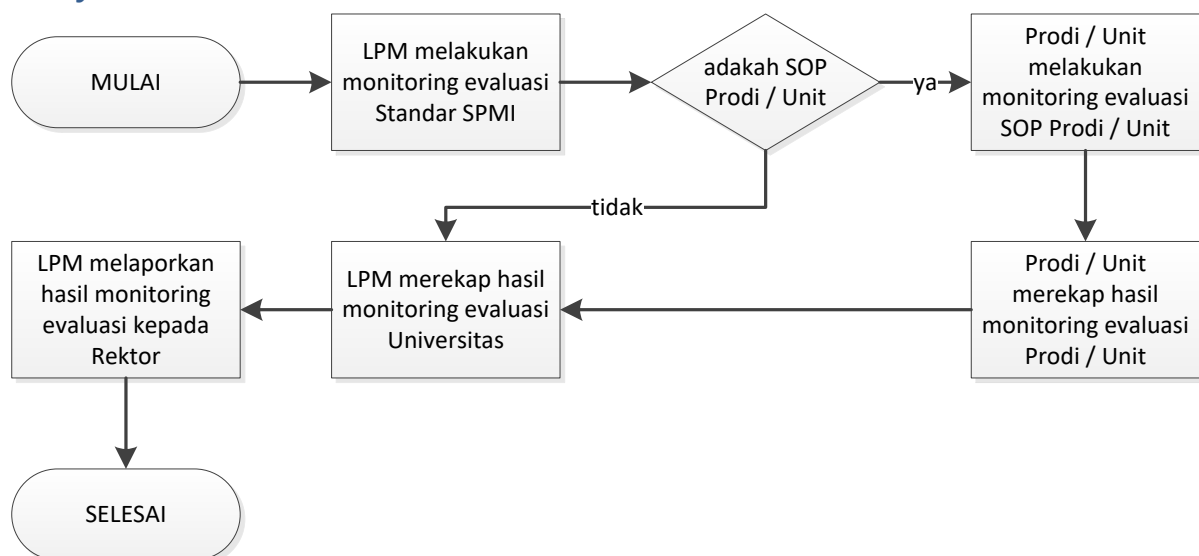 MULAI
LPM melakukan
monitoring evaluasi
Standar SPMI
adakah SOP
Prodi / Unit
ya
Prodi / Unit
melakukan
monitoring evaluasi
SOP Prodi / Unit
tidak
LPM melaporkan
hasil monitoring
evaluasi kepada
Rektor
LPM merekap hasil
monitoring evaluasi
Universitas
Prodi / Unit
merekap hasil
monitoring evaluasi
Prodi / Unit
SELESAI